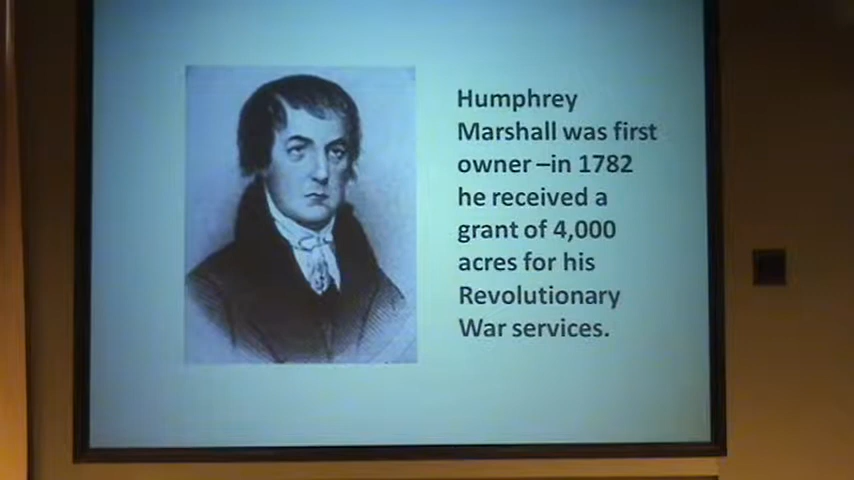 Humphrey
Marshall was first
owner –in 1782
he received a
grant of 4,000
acres for his
Revolutionary
War services.